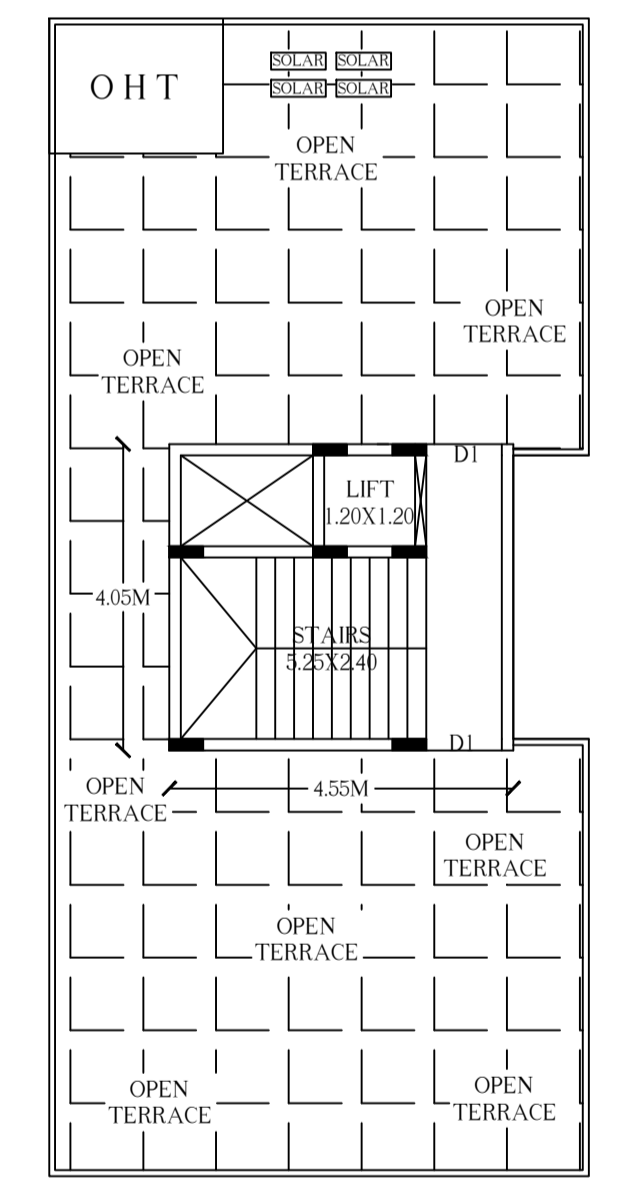 OHT
SOLAR SOLAR
SOLAR SOLAR
OPEN
TERRACE
OPEN
TERRACE
OPEN
TERRACE
D1
LIFT
1.20X1.20
4.05M
STAIRS
5.25X2.40
D1
OPEN
TERRACE
4.55M
OPEN
TERRACE
OPEN
TERRACE
OPEN
TERRACE
OPEN
TERRACE